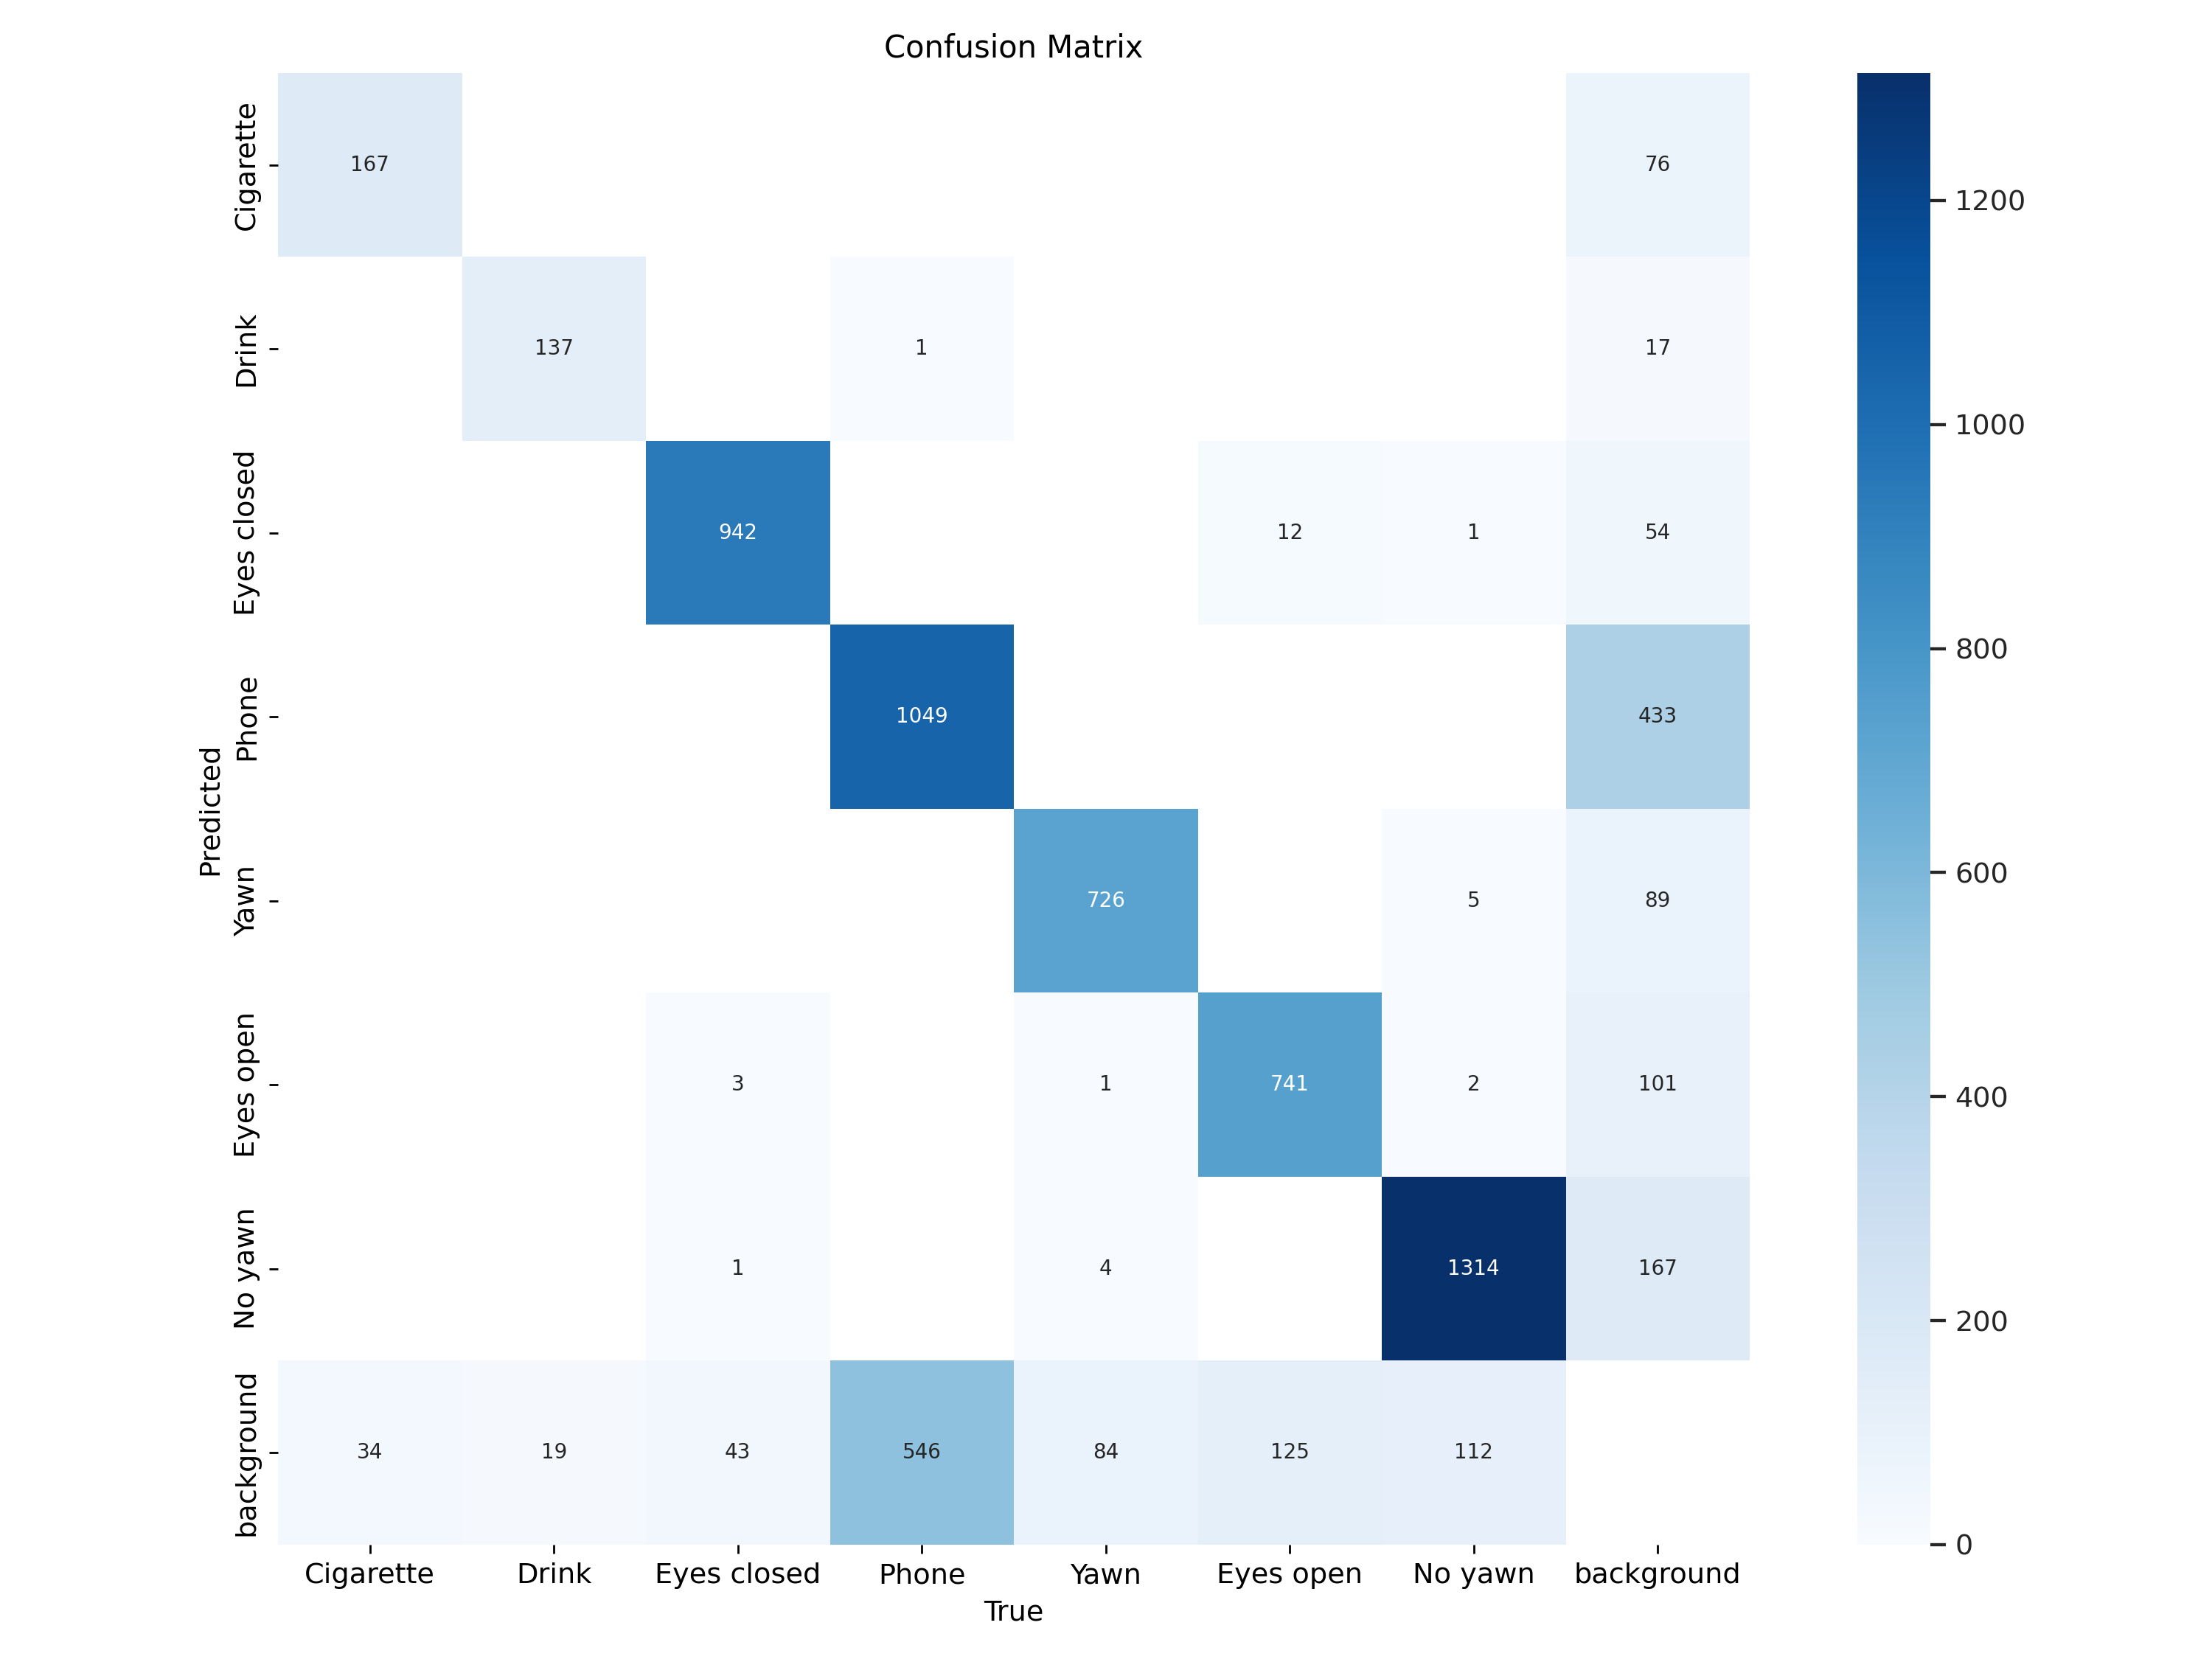 Confusion Matrix
Cigarette
167
76
1200
Drink
137
1
17
1000
Eyes closed
942
12
1
54
800
Phone
1049
433
Predicted
Yawn
726
5
89
600
Eyes open
3
1
741
2
101
400
No yawn
1
4
1314
167
200
background
34
19
43
546
84
125
112
0
Cigarette
Drink
Eyes closed
Phone
Yawn
Eyes open
No yawn
background
True